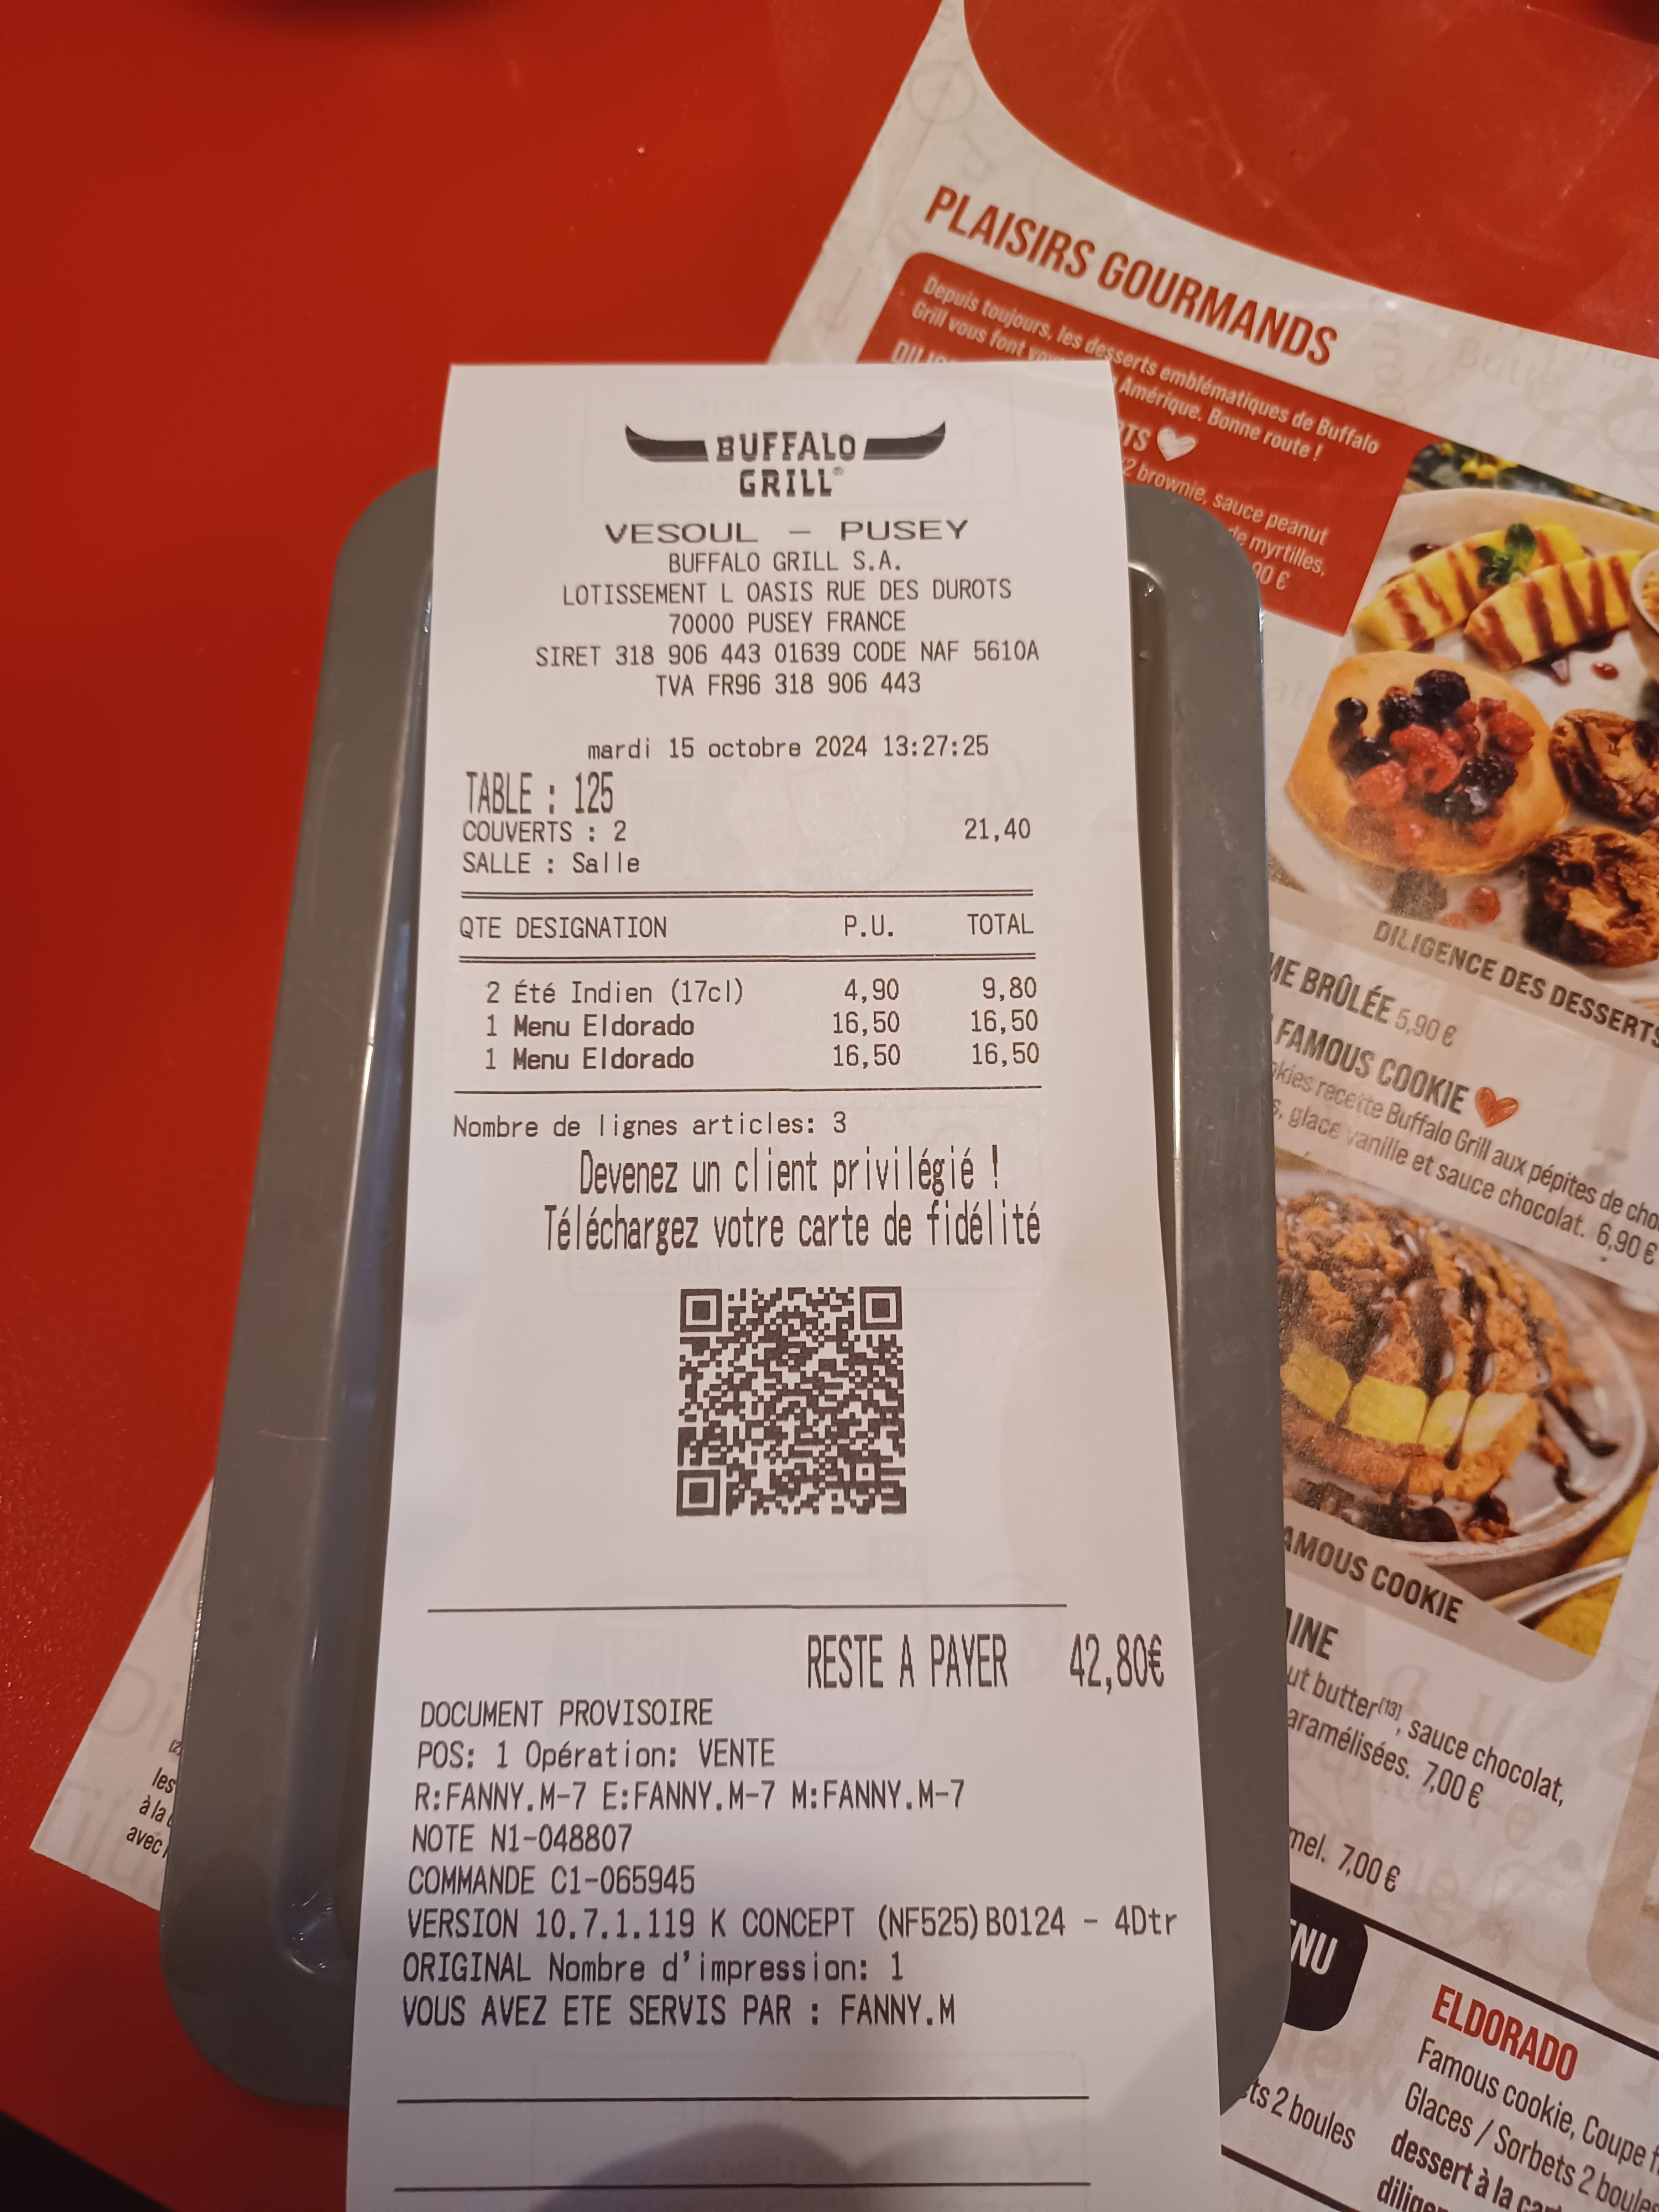 BUFFALO
GRILL®
VESOUL - PUSEY
BUFFALO GRILL S.A.
LOTISSEMENT L OASIS RUE DES DUROTS
70000 PUSEY FRANCE
SIRET 318 906 443 01639 CODE NAF 5610A
TVA FR96 318 906 443
mardi 15 octobre 2024 13:27:25
TABLE : 125
COUVERTS : 2 21,40
SALLE : Salle
QTE DESIGNATION P.U. TOTAL
2 Été Indien (17cl) 4,90 9,80
1 Menu Eldorado 16,50 16,50
1 Menu Eldorado 16,50 16,50
Nombre de lignes articles: 3
Devenez un client privilégié !
Téléchargez votre carte de fidélité
RESTE A PAYER 42,80€
DOCUMENT PROVISOIRE
POS: 1 Opération: VENTE
R:FANNY.M-7 E:FANNY.M-7 M:FANNY.M-7
NOTE N1-048807
COMMANDE C1-065945
VERSION 10.7.1.119 K CONCEPT (NF525) B0124 - 4Dtr
ORIGINAL Nombre d'impression: 1
VOUS AVEZ ETE SERVIS PAR : FANNY.M
PLAISIRS GOURMANDS
Depuis toujours, les desserts emblématiques de Buffalo
Grill vous font Amérique. Bonne route !
brownie, sauce peanut
de myrtilles,
DILIGENCE DES DESSERTS
BRÛLÉE 5,90 €
FAMOUS COOKIE
recette Buffalo Grill aux pépites de
glace vanille et sauce chocolat. 6,90 €
COOKIE
butter(13), sauce chocolat,
7,00 €
7,00 €
ELDORADO
Famous cookie, Coupe
2 boules Glaces / Sorbets 2
dessert à la
les
à la
avec